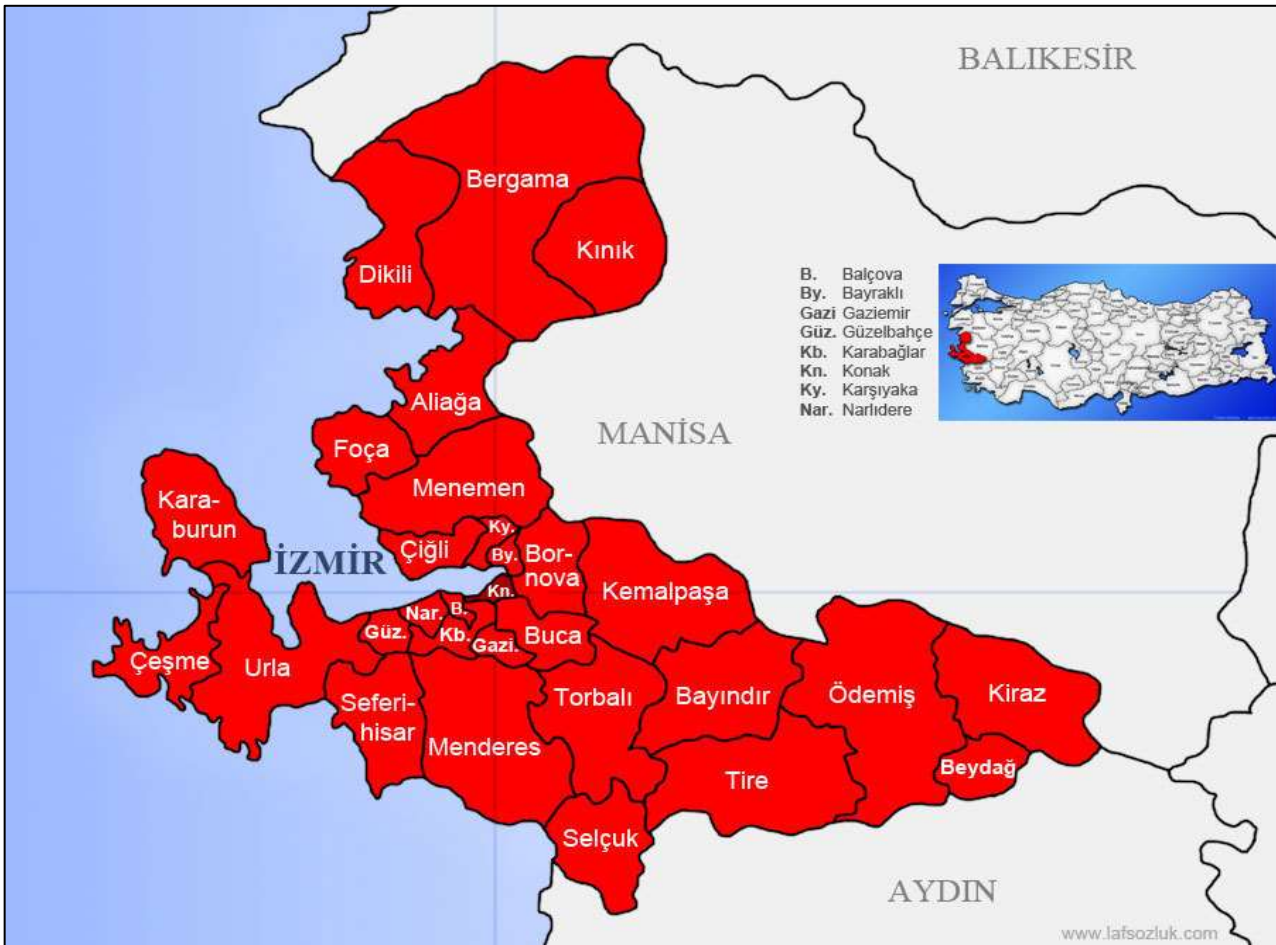 BALIKESİR
Bergama
Kınık
Dikili
B. Balçova
By. Bayraklı
Gazi Gaziemir
Güz. Güzelbahçe
Kb. Karabağlar
Kn. Konak
Ky. Karşıyaka
Nar. Narlıdere
Aliağa
MANİSA
Foça
Menemen
Kara-
burun
Ky.
Çiğli
By.
Bor-
nova
İZMİR
Kn.
Kemalpaşa
Nar.
B.
Güz.
Kb.
Gazi.
Buca
Çeşme
Urla
Seferi-
hisar
Menderes
Torbalı
Bayındır
Ödemiş
Kiraz
Beydağ
Tire
Selçuk
AYDIN
www.lafsozluk.com